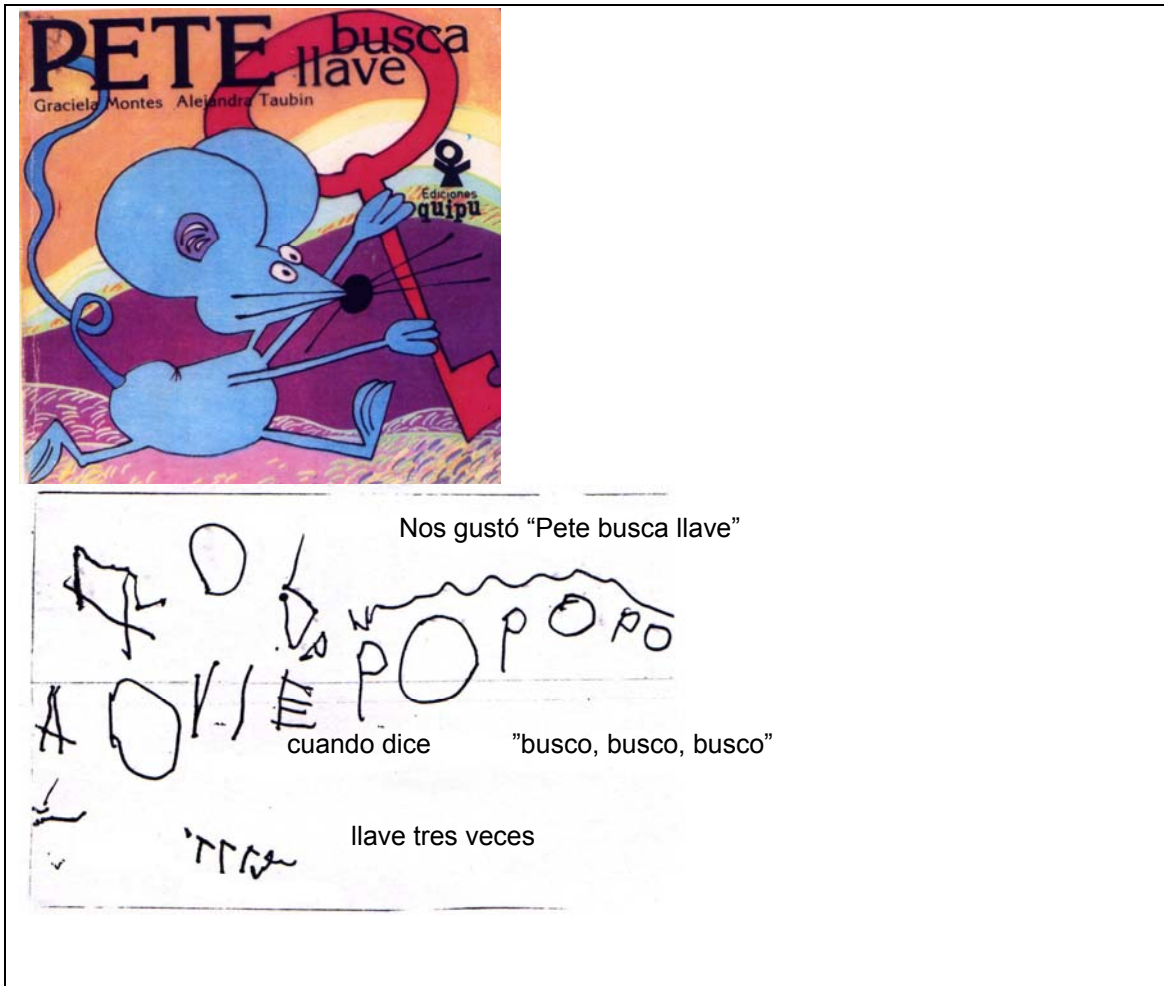 PETE busca
llave
Graciela Montes Alejandra Taubin
Ediciones
quipu
Nos gustó “Pete busca llave”
O
P O P O P O
A O V I E
cuando dice ”busco, busco, busco”
llave tres veces